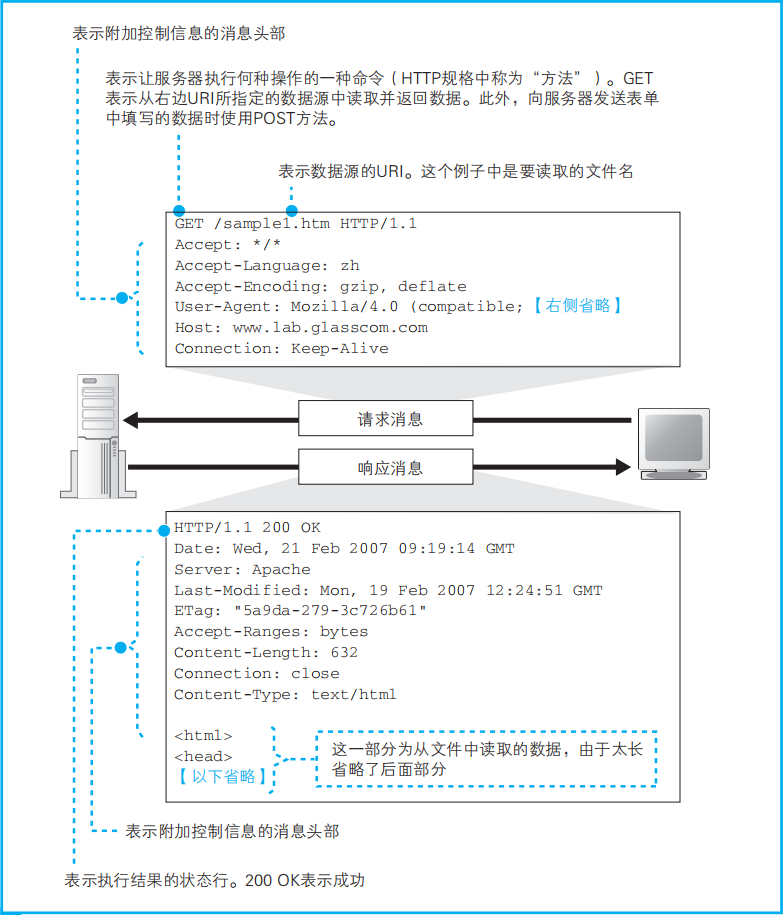 表示附加控制信息的消息头部
表示让服务器执行何种操作的一种命令（HTTP规格中称为“方法”）。GET
表示从右边URI所指定的数据源中读取并返回数据。此外，向服务器发送表单
中填写的数据时使用POST方法。
表示数据源的URI。这个例子中是要读取的文件名
GET /sample1.htm HTTP/1.1
Accept: */*
Accept-Language: zh
Accept-Encoding: gzip, deflate
User-Agent: Mozilla/4.0 (compatible;【右侧省略】
Host: www.lab.glasscom.com
Connection: Keep-Alive
请求消息
响应消息
HTTP/1.1 200 OK
Date: Wed, 21 Feb 2007 09:19:14 GMT
Server: Apache
Last-Modified: Mon, 19 Feb 2007 12:24:51 GMT
ETag: "5a9da-279-3c726b61"
Accept-Ranges: bytes
Content-Length: 632
Connection: close
Content-Type: text/html
<html>
<head>
【以下省略】
这一部分为从文件中读取的数据，由于太长
省略了后面部分
表示附加控制信息的消息头部
表示执行结果的状态行。200 OK表示成功